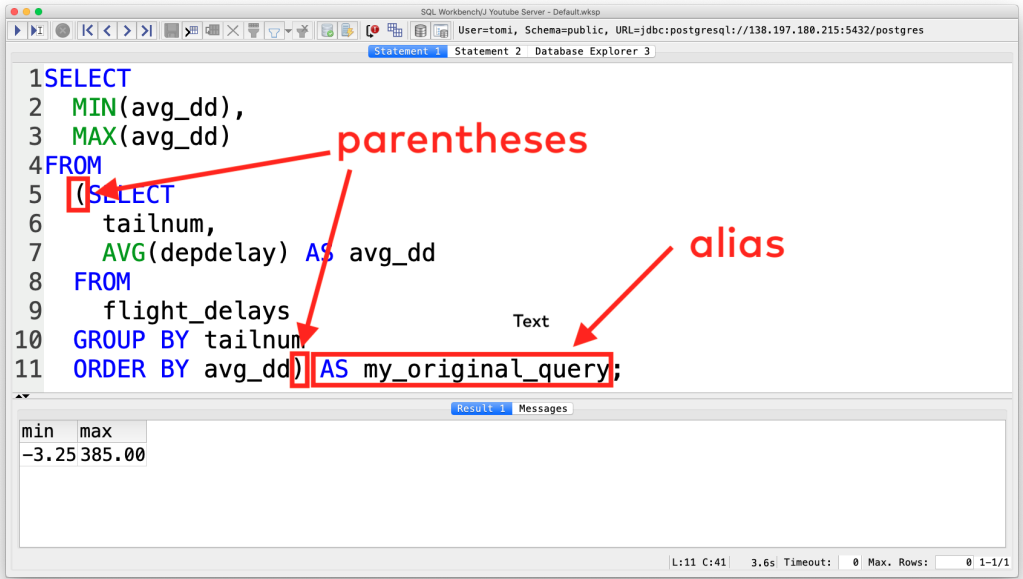 SQL Workbench/J Youtube Server - Default.wksp
User=tomi, Schema=public, URL=jdbc:postgresql://138.197.180.215:5432/postgres
Statement 1 Statement 2 Database Explorer 3
1 SELECT
2 MIN(avg_dd),
3 MAX(avg_dd)
parentheses
4 FROM
5 (SELECT
6 tailnum,
alias
7 AVG(depdelay) AS avg_dd
8 FROM
9 flight_delays
Text
10 GROUP BY tailnum
11 ORDER BY avg_dd) AS my_original_query;
Result 1 Messages
min max
-3.25 385.00
L:11 C:41 3.6s Timeout: 0 Max. Rows: 0 1-1/1